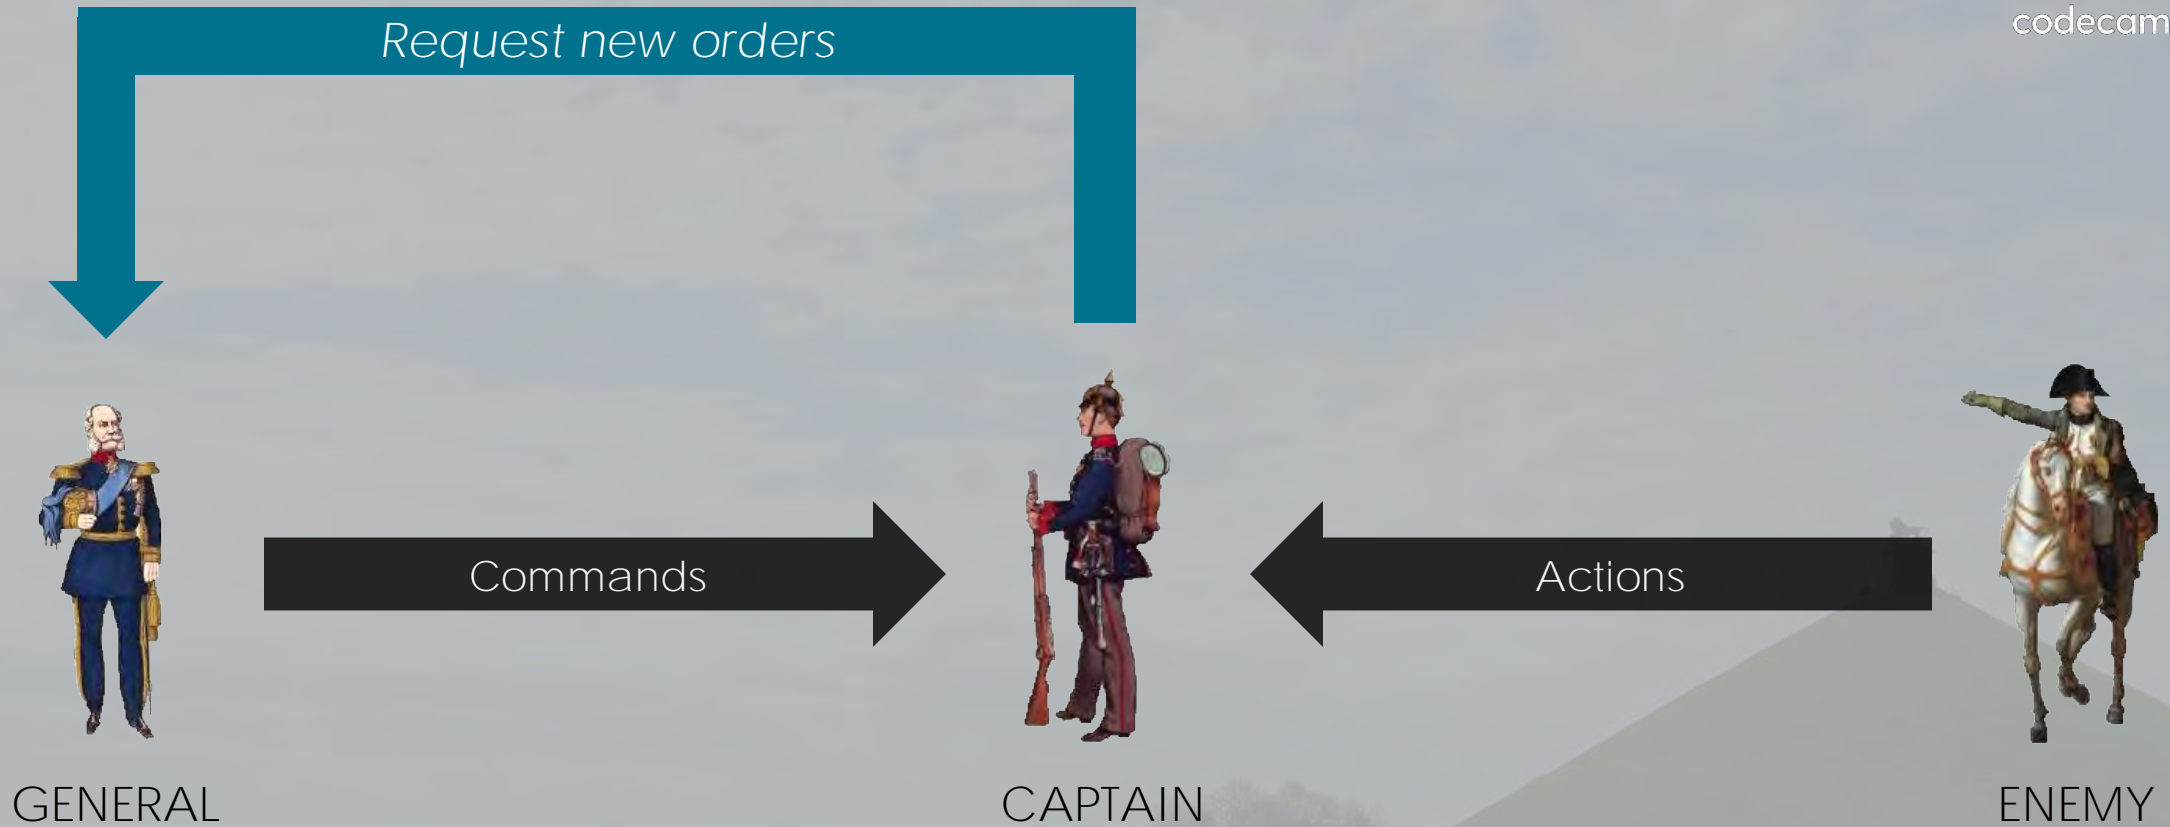 codecam
Request new orders
Commands
Actions
GENERAL
CAPTAIN
ENEMY